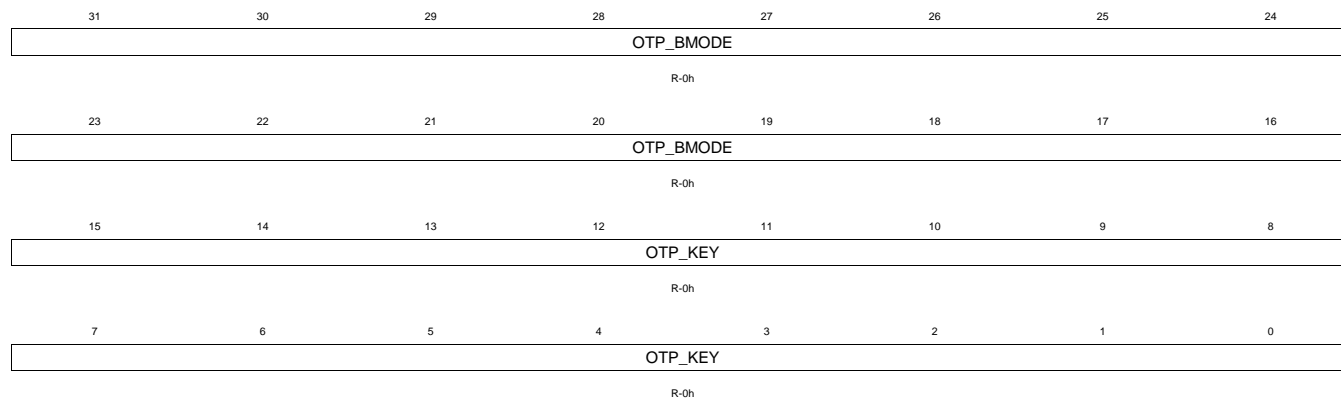 31 30 29 28 27 26 25 24
OTP_BMODE
R-0h
23 22 21 20 19 18 17 16
OTP_BMODE
R-0h
15 14 13 12 11 10 9 8
OTP_KEY
R-0h
7 6 5 4 3 2 1 0
OTP_KEY
R-0h